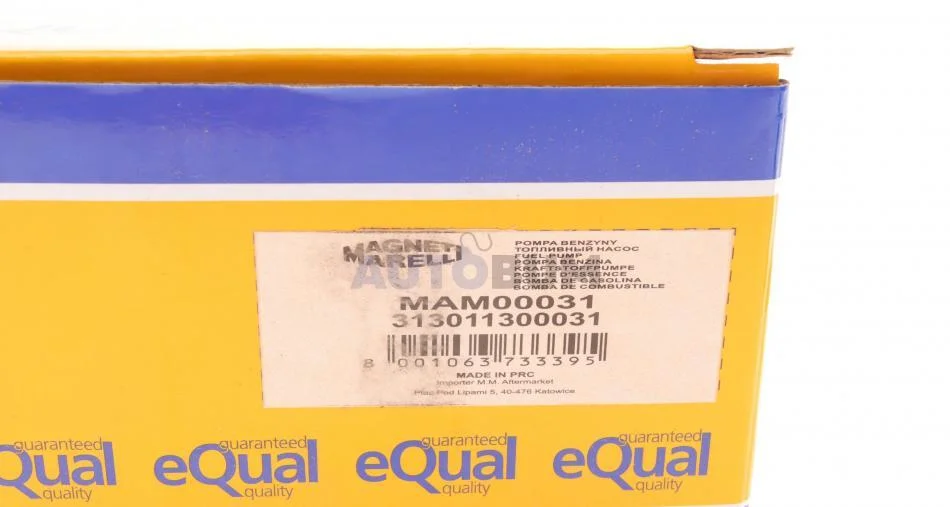 MAGNETI
MARELLI
POMPA BENZYNY
ТОПЛИВНЫЙ НАСОС
FUEL PUMP
POMPA BENZINA
KRAFTSTOFFPUMPE
POMPE D'ESSENCE
BOMBA DE GASOLINA
BOMBA DE COMBUSTIBLE
MAM00031
313011300031
8 001063 733395
MADE IN PRC
Importer M.M. Aftermarket
Plac Pod Lipami 5, 40-476 Katowice
guaranteed
eQual
quality
guaranteed
eQual
quality
guaranteed
eQual
quality
guaranteed
eQual
quality